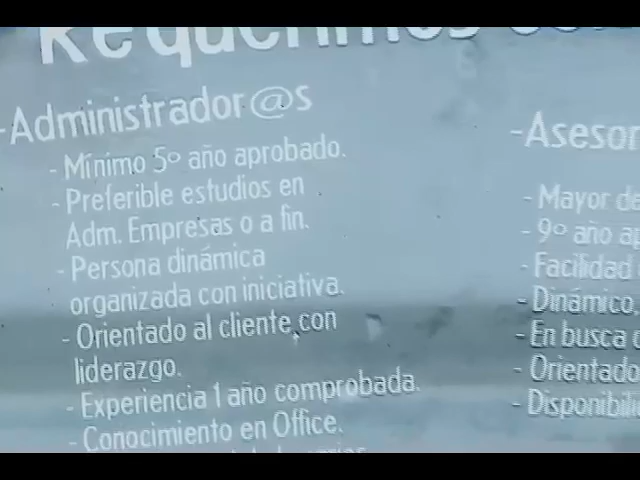 Requerimos
-Administrador@s
- Mínimo 5º año aprobado.
- Preferible estudios en
Adm. Empresas o a fin.
- Persona dinámica
organizada con iniciativa.
- Orientado al cliente con
liderazgo.
- Experiencia 1 año comprobada.
- Conocimiento en Office.
-Asesor
- Mayor de
- 9º año ap
- Facilidad
- Dinámico,
- En busca
- Orientado
- Disponibili